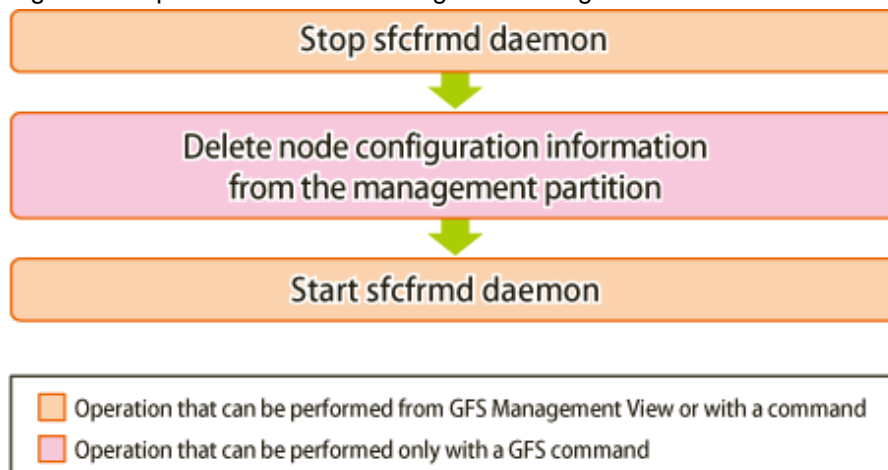 Stop sfcfrmd daemon
Delete node configuration information
from the management partition
Start sfcfrmd daemon
Operation that can be performed from GFS Management View or with a command
Operation that can be performed only with a GFS command